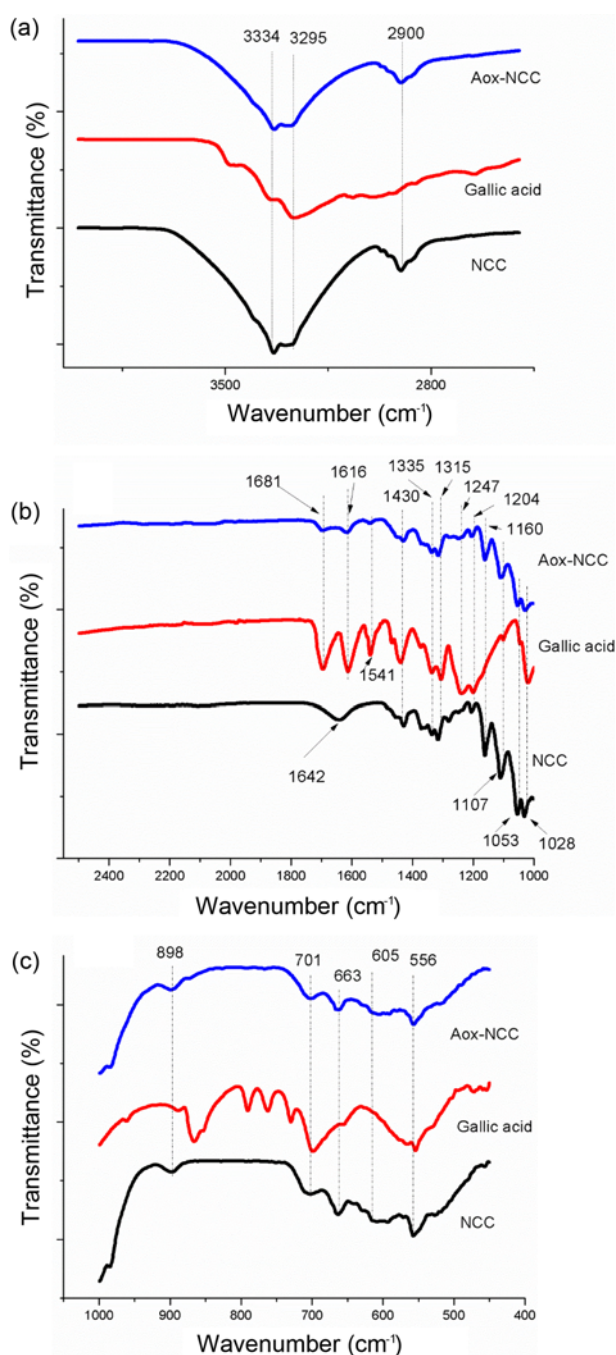 (a)
3334 3295 2900
Aox-NCC
Gallic acid
NCC
Transmittance (%)
3500 2800
Wavenumber (cm-1)
(b)
1681 1616 1335 1315 1247 1204
1430 1160
Aox-NCC
Gallic acid
1541
NCC
1642
1107
1053 1028
Transmittance (%)
2400 2200 2000 1800 1600 1400 1200 1000
Wavenumber (cm-1)
(c)
898 701 663 605 556
Aox-NCC
Gallic acid
NCC
Transmittance (%)
1000 900 800 700 600 500 400
Wavenumber (cm-1)